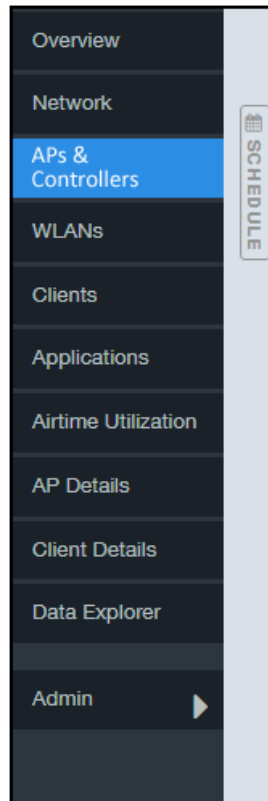 Overview
Network
APs &
Controllers
WLANs
Clients
Applications
Airtime Utilization
AP Details
Client Details
Data Explorer
Admin
SCHEDULE